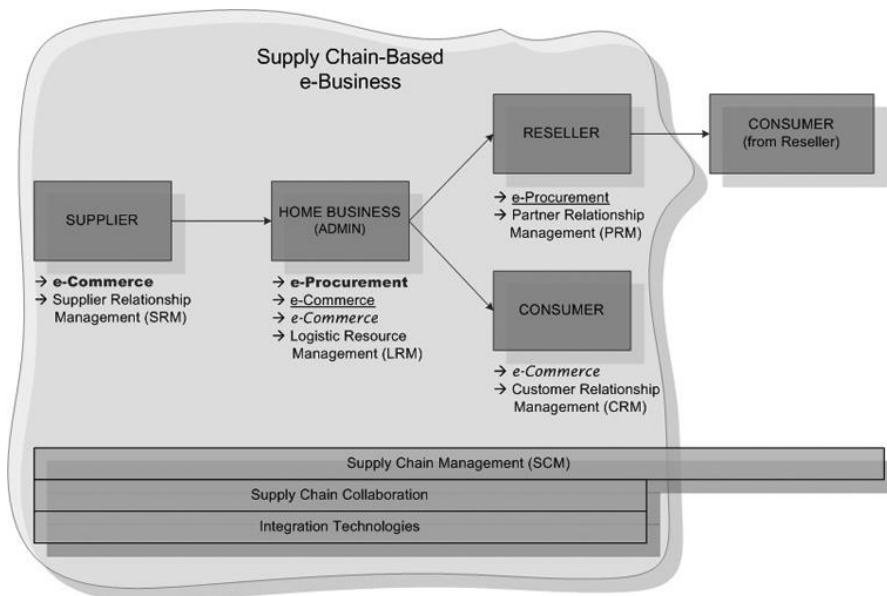 Supply Chain-Based
e-Business
SUPPLIER
→ e-Commerce
→ Supplier Relationship
Management (SRM)
HOME BUSINESS
(ADMIN)
→ e-Procurement
→ e-Commerce
→ e-Commerce
→ Logistic Resource
Management (LRM)
RESELLER
→ e-Procurement
→ Partner Relationship
Management (PRM)
CONSUMER
→ e-Commerce
→ Customer Relationship
Management (CRM)
CONSUMER
(from Reseller)
Supply Chain Management (SCM)
Supply Chain Collaboration
Integration Technologies